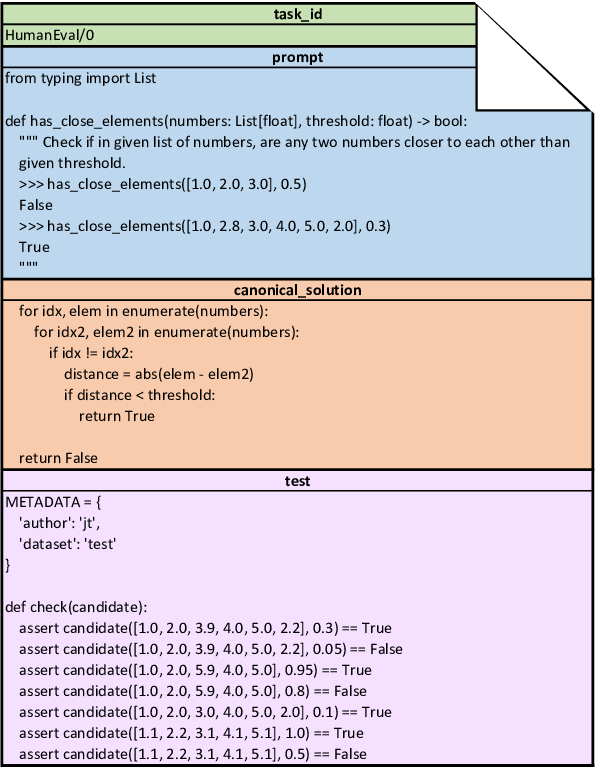 task_id
HumanEval/0
prompt
from typing import List
def has_close_elements(numbers: List[float], threshold: float) -> bool:
""" Check if in given list of numbers, are any two numbers closer to each other than
given threshold.
>>> has_close_elements([1.0, 2.0, 3.0], 0.5)
False
>>> has_close_elements([1.0, 2.8, 3.0, 4.0, 5.0, 2.0], 0.3)
True
"""
canonical_solution
for idx, elem in enumerate(numbers):
for idx2, elem2 in enumerate(numbers):
if idx != idx2:
distance = abs(elem - elem2)
if distance < threshold:
return True
return False
test
METADATA = {
'author': 'jt',
'dataset': 'test'
}
def check(candidate):
assert candidate([1.0, 2.0, 3.9, 4.0, 5.0, 2.2], 0.3) == True
assert candidate([1.0, 2.0, 3.9, 4.0, 5.0, 2.2], 0.05) == False
assert candidate([1.0, 2.0, 5.9, 4.0, 5.0], 0.95) == True
assert candidate([1.0, 2.0, 5.9, 4.0, 5.0], 0.8) == False
assert candidate([1.0, 2.0, 3.0, 4.0, 5.0, 2.0], 0.1) == True
assert candidate([1.1, 2.2, 3.1, 4.1, 5.1], 1.0) == True
assert candidate([1.1, 2.2, 3.1, 4.1, 5.1], 0.5) == False